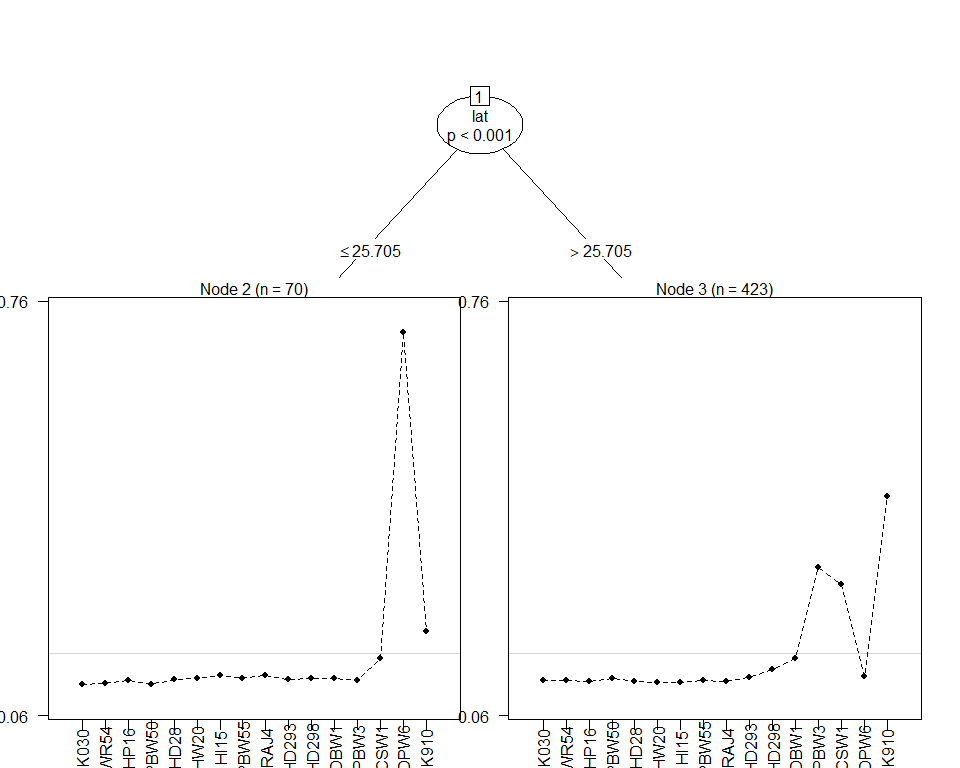 1
lat
p < 0.001
≤ 25.705
> 25.705
Node 2 (n = 70)
Node 3 (n = 423)
0.76
0.76
0.06
0.06
K030
WR54
HP16
PBW50
HD28
HW20
HI15
PBW55
RAJ4
HD293
HD298
DBW1
PBW3
CSW1
DPW6
K910
K030
WR54
HP16
PBW50
HD28
HW20
HI15
PBW55
RAJ4
HD293
HD298
DBW1
PBW3
CSW1
DPW6
K910